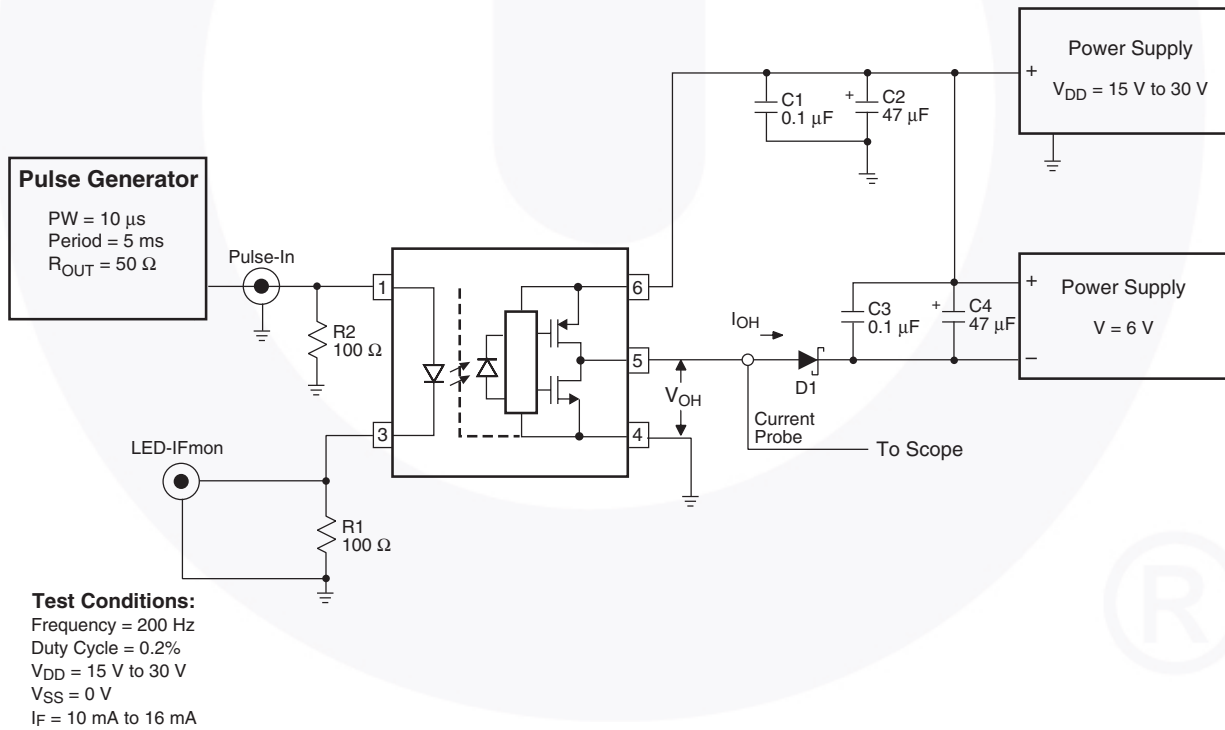 Power Supply
VDD = 15 V to 30 V
+
C1
0.1 μF
+
C2
47 μF
Pulse Generator
PW = 10 μs
Period = 5 ms
ROUT = 50 Ω
Pulse-In
1
6
R2
100 Ω
Power Supply
V = 6 V
+
−
C3
0.1 μF
+
C4
47 μF
IOH
5
D1
VOH
Current
Probe
To Scope
3
4
LED-IFmon
R1
100 Ω
Test Conditions:
Frequency = 200 Hz
Duty Cycle = 0.2%
VDD = 15 V to 30 V
VSS = 0 V
IF = 10 mA to 16 mA
®